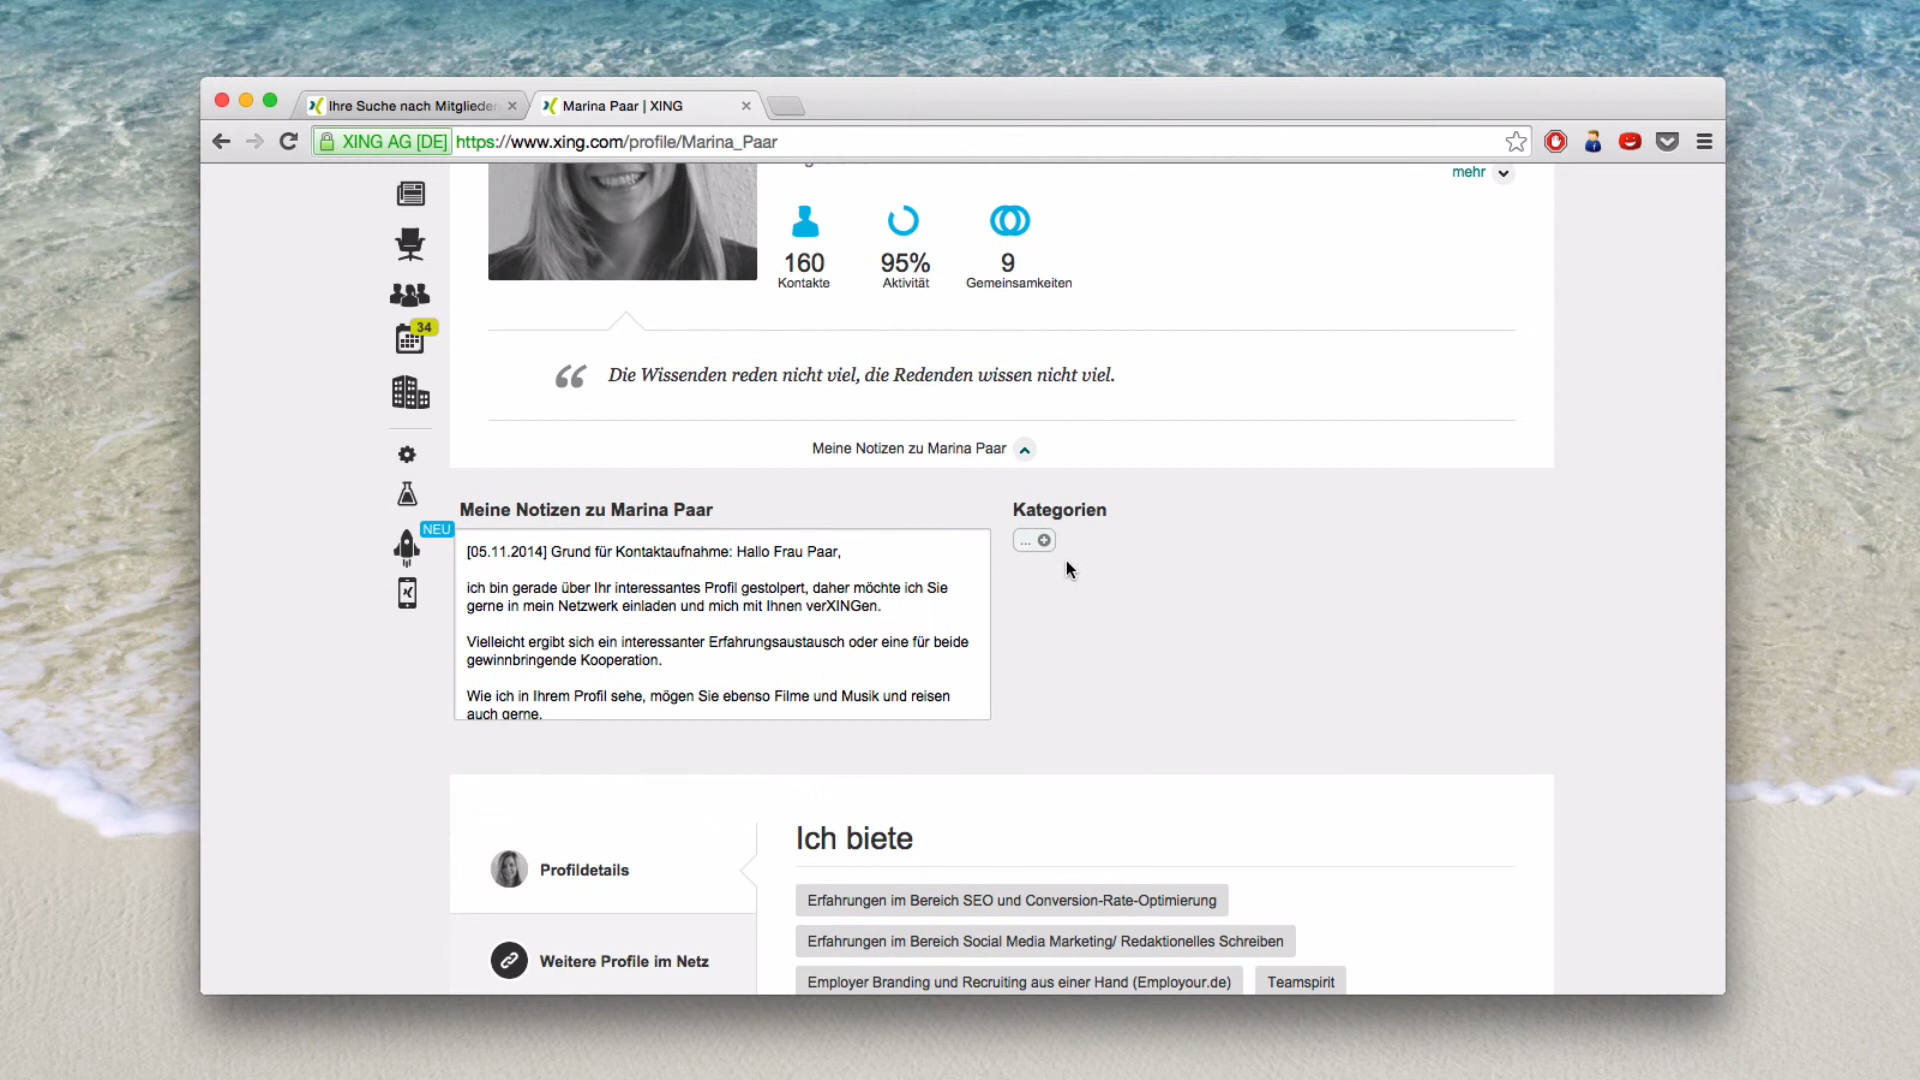 Ihre Suche nach Mitglieder
Marina Paar | XING
XING AG [DE] https://www.xing.com/profile/Marina_Paar
mehr
160
Kontakte
95%
Aktivität
9
Gemeinsamkeiten
34
Die Wissenden reden nicht viel, die Redenden wissen nicht viel.
Meine Notizen zu Marina Paar
NEU
Meine Notizen zu Marina Paar
Kategorien
...
[05.11.2014] Grund für Kontaktaufnahme: Hallo Frau Paar,
ich bin gerade über Ihr interessantes Profil gestolpert, daher möchte ich Sie
gerne in mein Netzwerk einladen und mich mit Ihnen verXINGen.
Vielleicht ergibt sich ein interessanter Erfahrungsaustausch oder eine für beide
gewinnbringende Kooperation.
Wie ich in Ihrem Profil sehe, mögen Sie ebenso Filme und Musik und reisen
auch gerne.
Profildetails
Weitere Profile im Netz
Ich biete
Erfahrungen im Bereich SEO und Conversion-Rate-Optimierung
Erfahrungen im Bereich Social Media Marketing/ Redaktionelles Schreiben
Employer Branding und Recruiting aus einer Hand (Employour.de)
Teamspirit